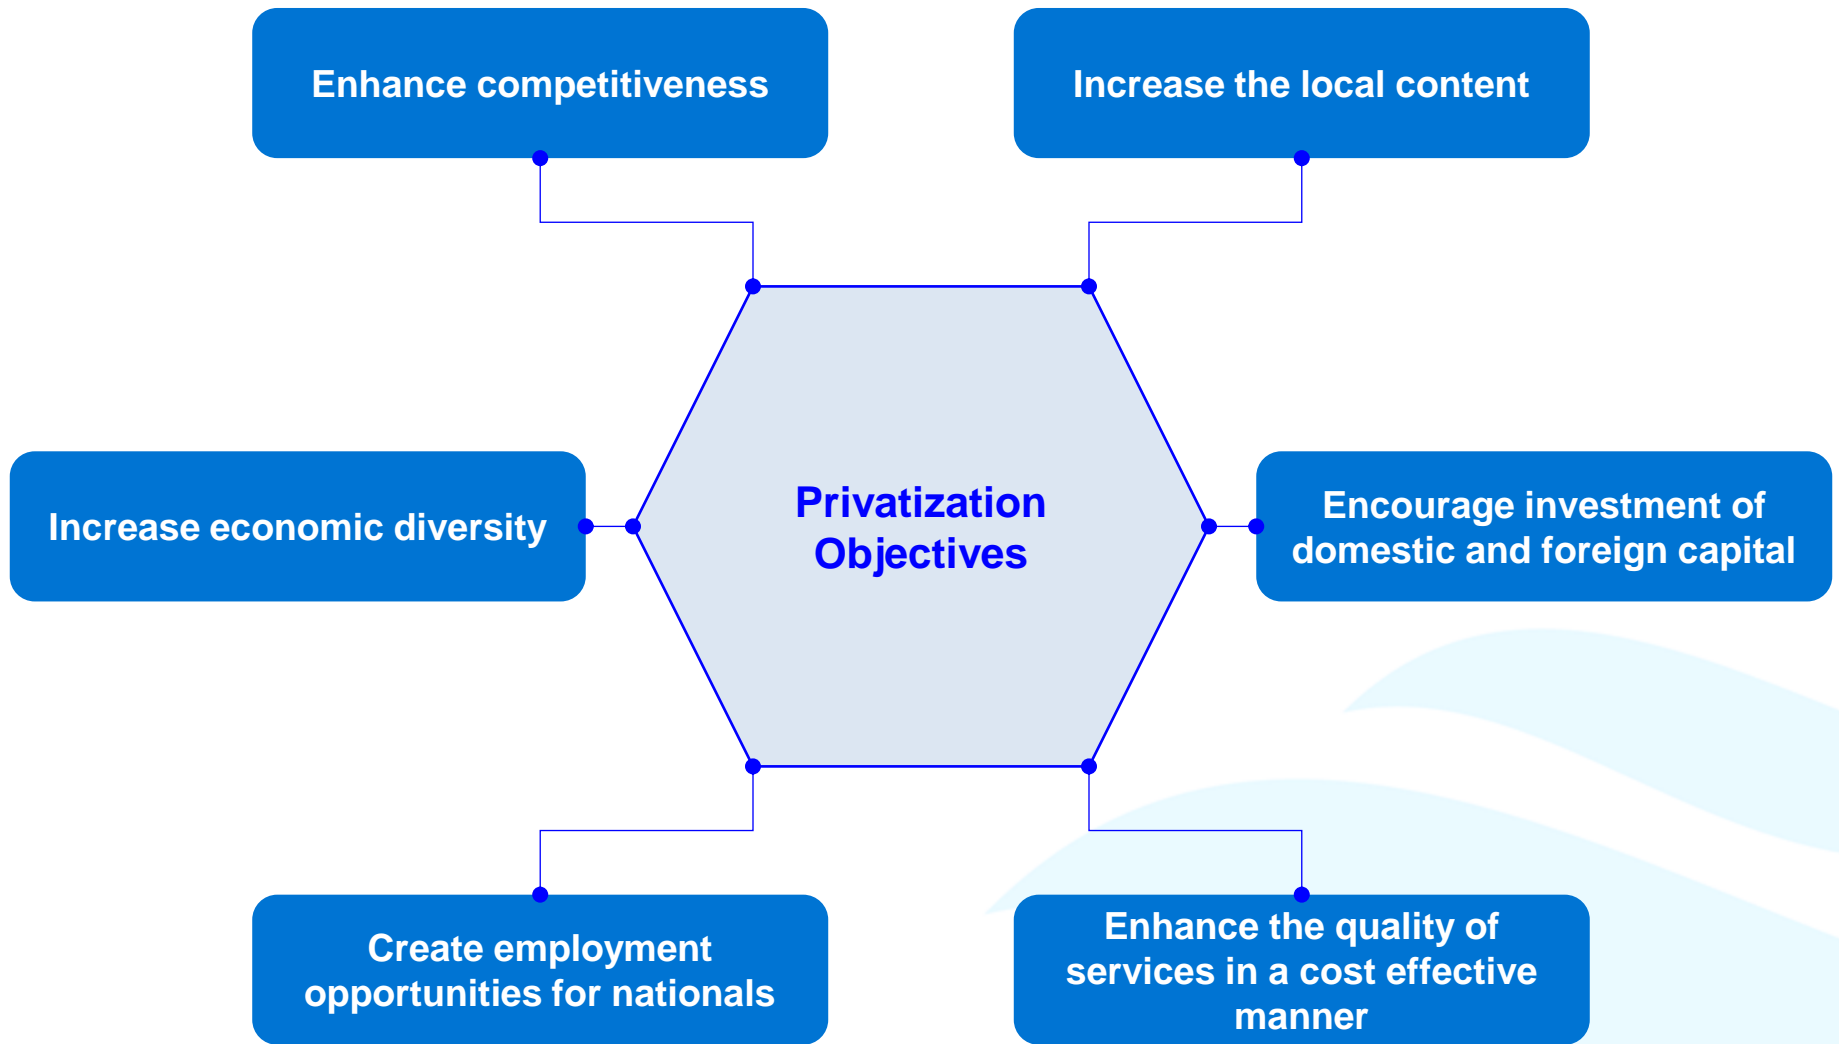 Enhance competitiveness
Increase the local content
Increase economic diversity
Privatization
Objectives
Encourage investment of
domestic and foreign capital
Create employment
opportunities for nationals
Enhance the quality of
services in a cost effective
manner